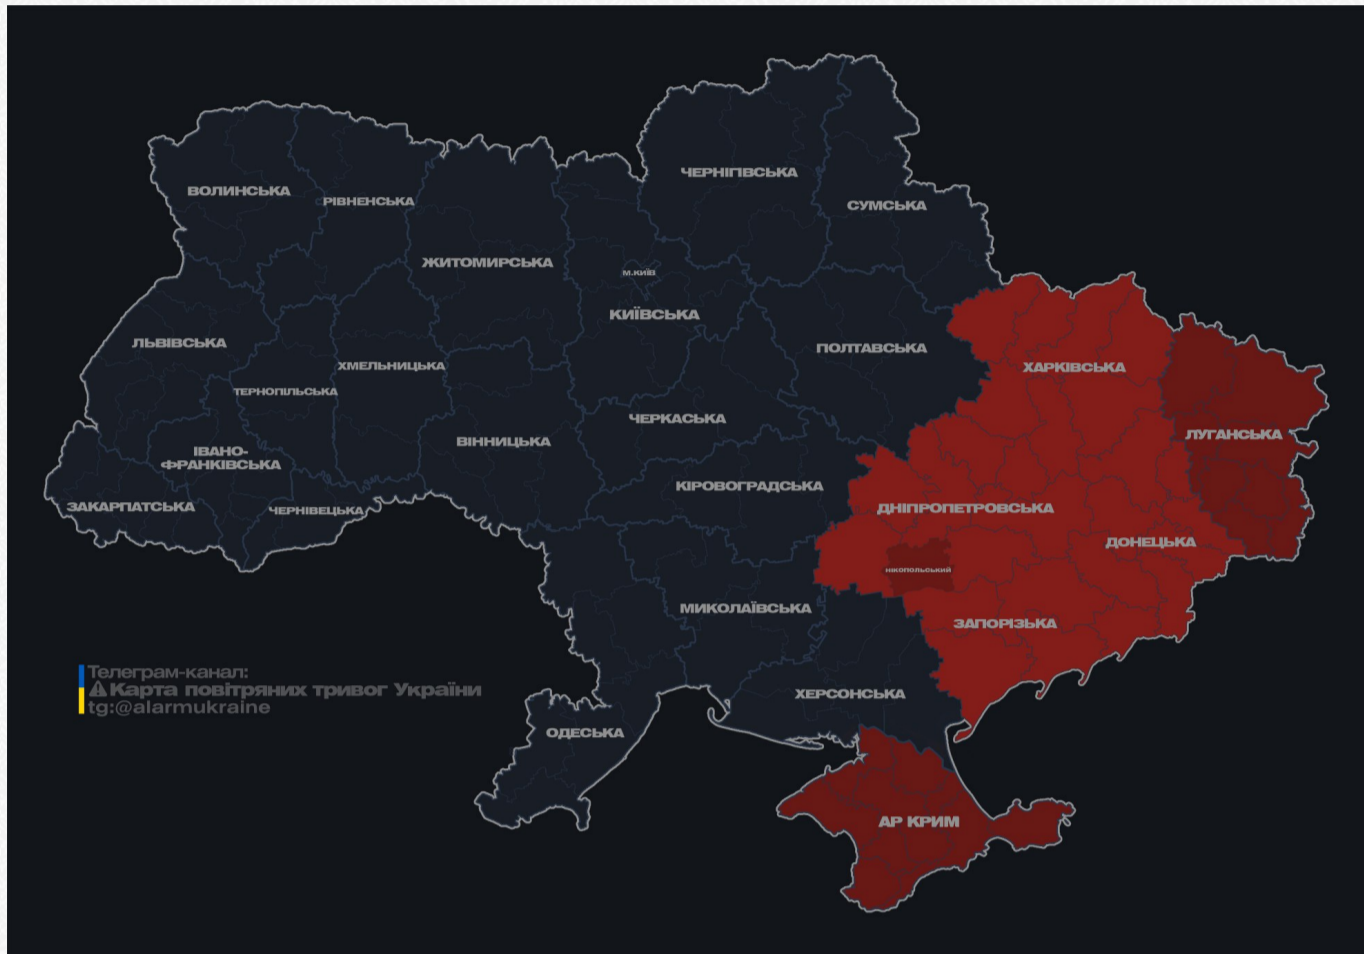 ЧЕРНІГІВСЬКА
ВОЛИНСЬКА
РІВНЕНСЬКА
СУМСЬКА
ЖИТОМИРСЬКА
М.КИЇВ
КИЇВСЬКА
ЛЬВІВСЬКА
ПОЛТАВСЬКА
ХМЕЛЬНИЦЬКА
ХАРКІВСЬКА
ТЕРНОПІЛЬСЬКА
ЧЕРКАСЬКА
ЛУГАНСЬКА
ВІННИЦЬКА
ІВАНО-
ФРАНКІВСЬКА
КІРОВОГРАДСЬКА
ЗАКАРПАТСЬКА
ЧЕРНІВЕЦЬКА
ДНІПРОПЕТРОВСЬКА
ДОНЕЦЬКА
НІКОПОЛЬСЬКИЙ
МИКОЛАЇВСЬКА
ЗАПОРІЗЬКА
ХЕРСОНСЬКА
ОДЕСЬКА
АР КРИМ
Телеграм-канал:
Карта повітряних тривог України
tg:@alarmukraine